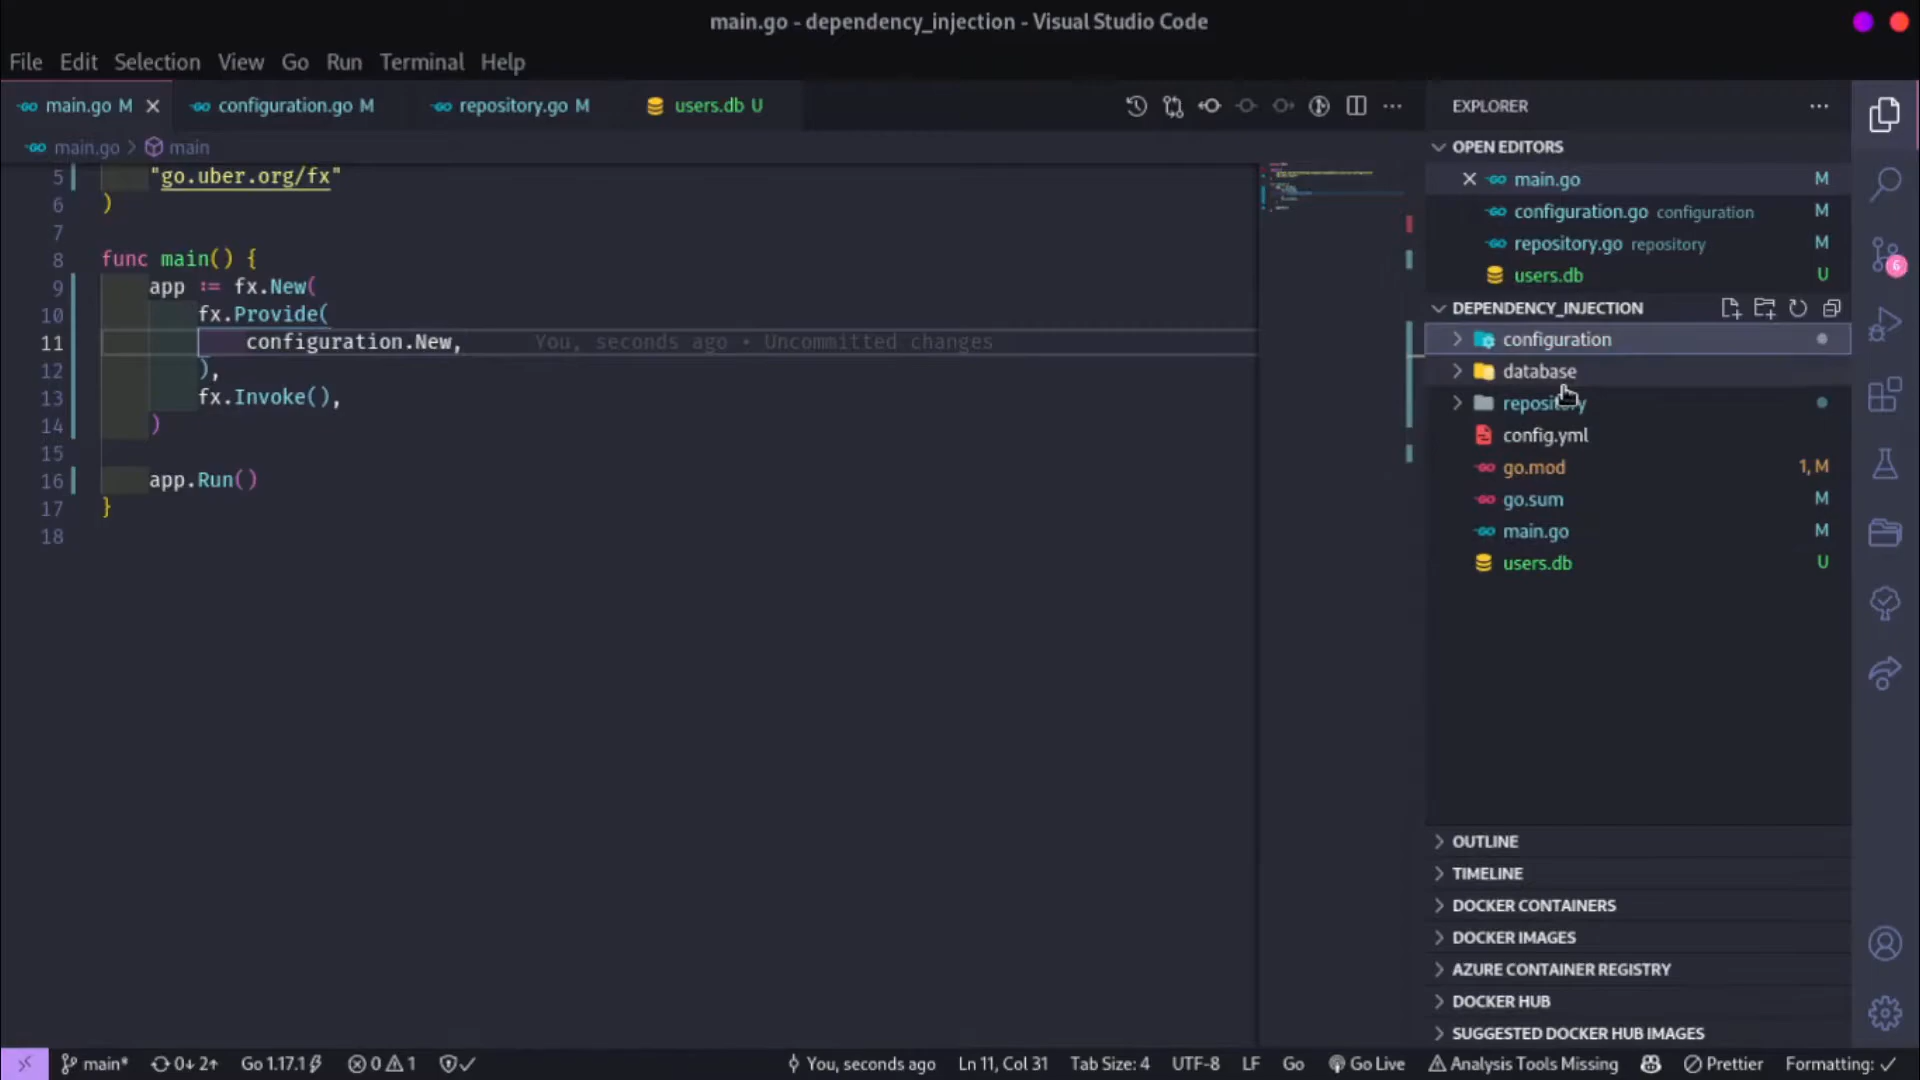 main.go - dependency_injection - Visual Studio Code
File Edit Selection View Go Run Terminal Help
main.go M
configuration.go M
repository.go M
users.db U
main.go > main
5 "go.uber.org/fx"
6 )
7
8 func main() {
9 app := fx.New(
10 fx.Provide(
11 configuration.New, You, seconds ago • Uncommitted changes
12 ),
13 fx.Invoke(),
14 )
15
16 app.Run()
17 }
18
EXPLORER
OPEN EDITORS
main.go M
configuration.go configuration M
repository.go repository M
users.db U
DEPENDENCY_INJECTION
configuration
database
repository
config.yml
go.mod 1, M
go.sum M
main.go M
users.db U
OUTLINE
TIMELINE
DOCKER CONTAINERS
DOCKER IMAGES
AZURE CONTAINER REGISTRY
DOCKER HUB
SUGGESTED DOCKER HUB IMAGES
6
main* 0↓ 2↑ Go 1.17.1 0 1 You, seconds ago Ln 11, Col 31 Tab Size: 4 UTF-8 LF Go Go Live Analysis Tools Missing Prettier Formatting: ✓